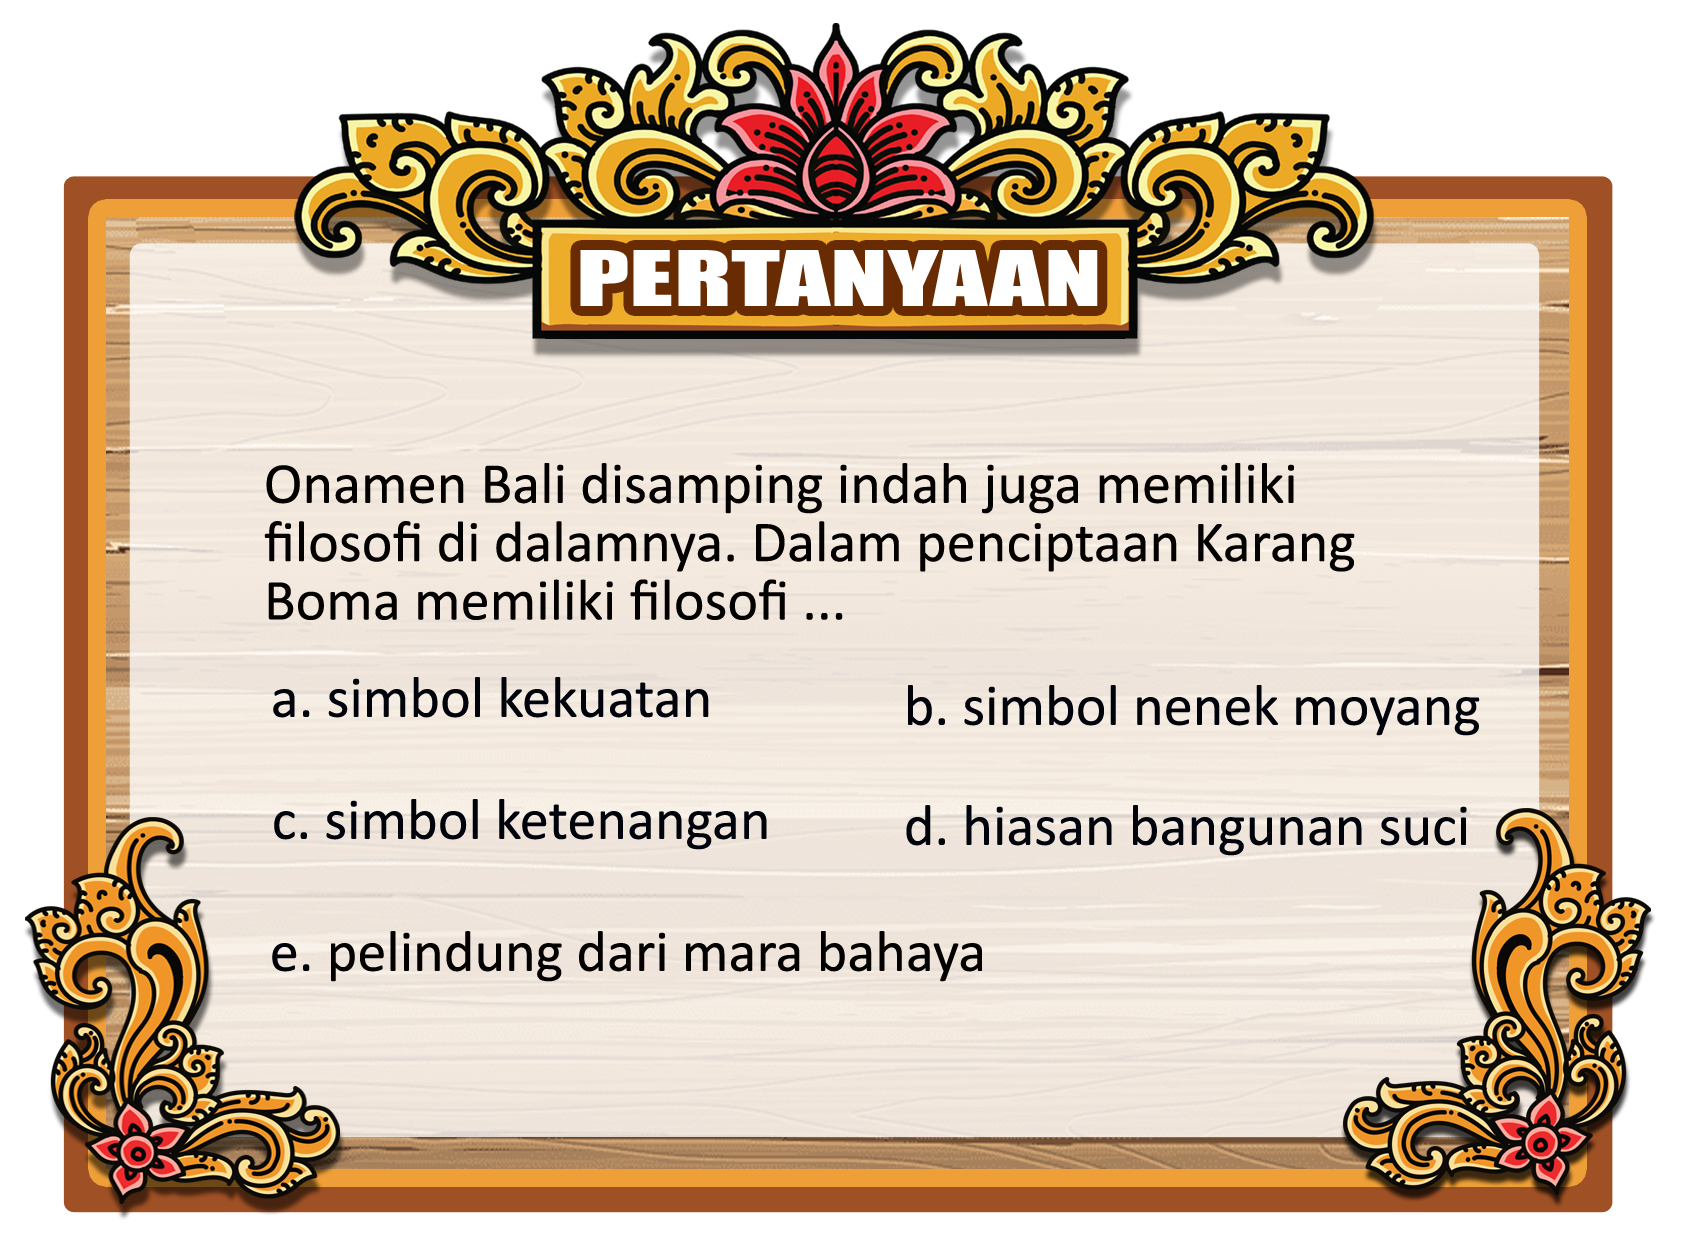 PERTANYAAN
Onamen Bali disamping indah juga memiliki
filosofi di dalamnya. Dalam penciptaan Karang
Boma memiliki filosofi ...
a. simbol kekuatan
b. simbol nenek moyang
c. simbol ketenangan
d. hiasan bangunan suci
e. pelindung dari mara bahaya